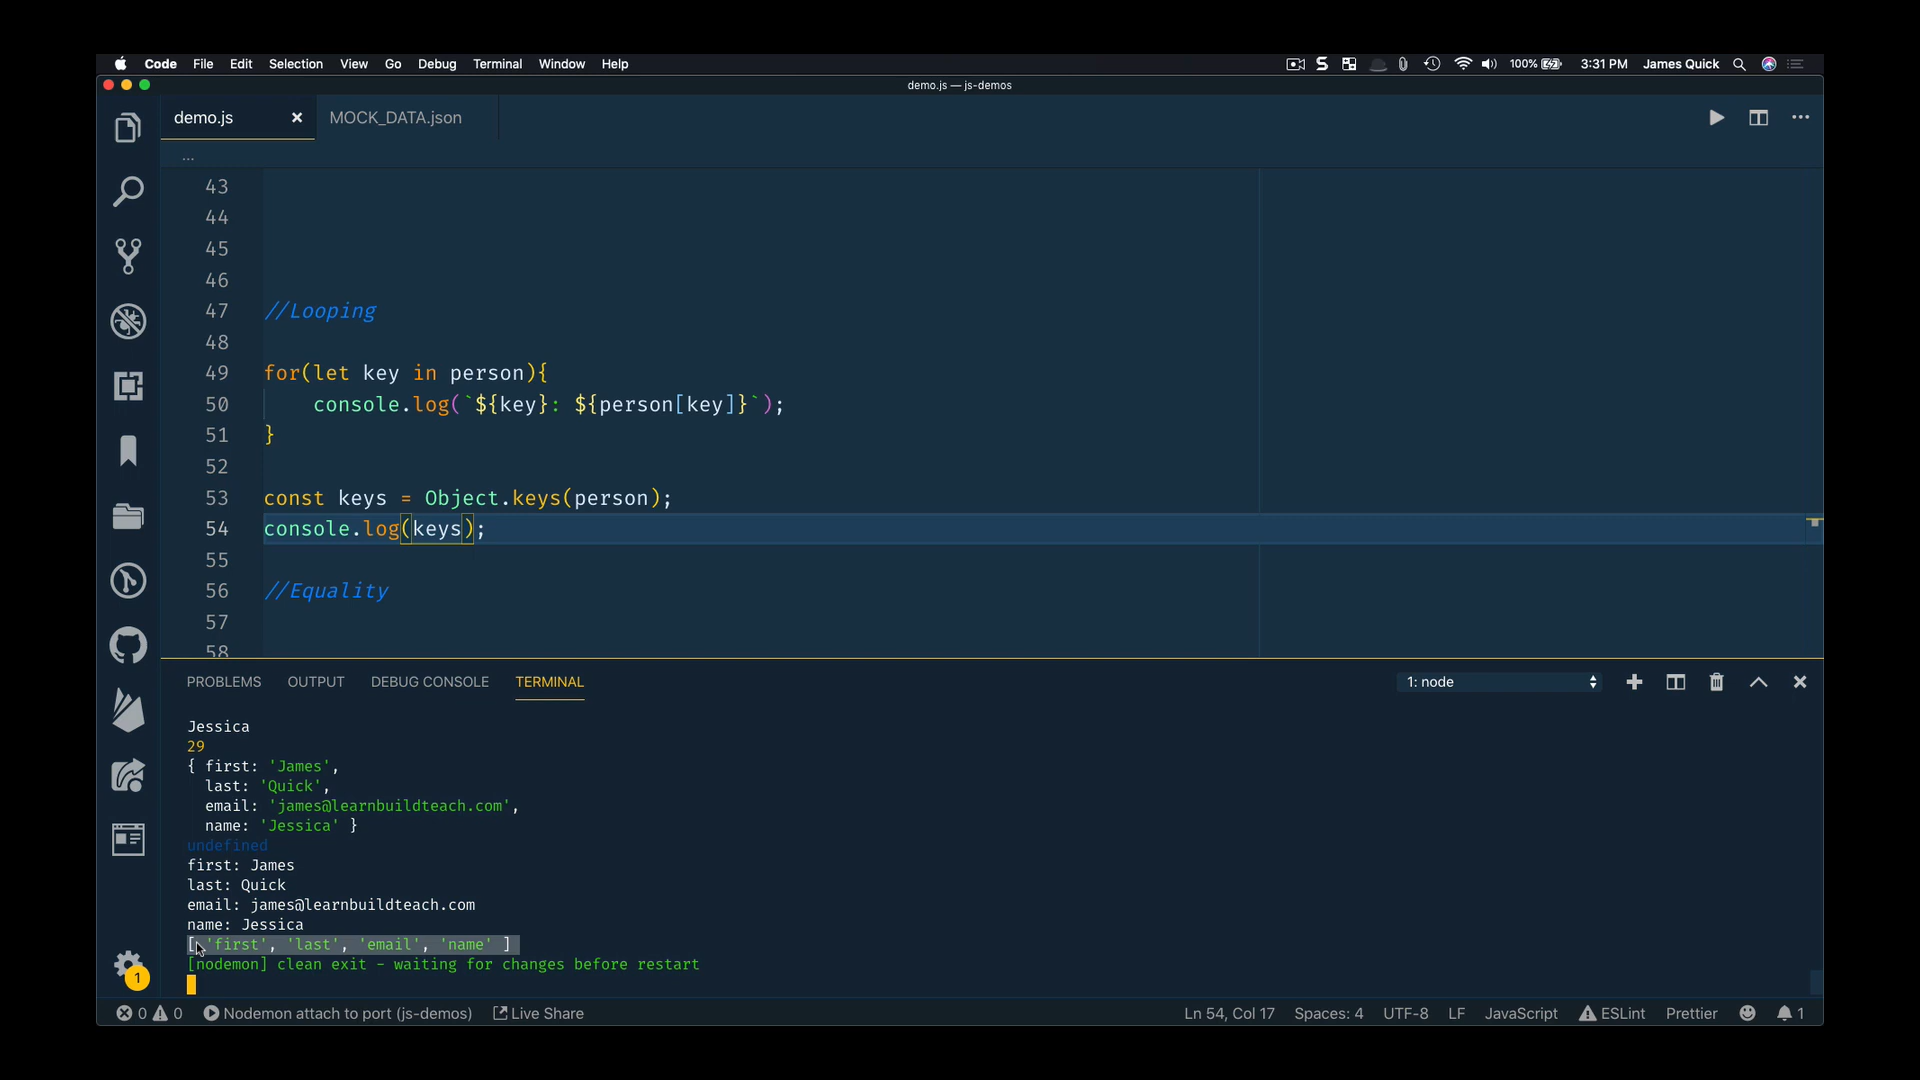 Code File Edit Selection View Go Debug Terminal Window Help 100% 3:31 PM James Quick
demo.js — js-demos
demo.js MOCK_DATA.json
...
43
44
45
46
47 //Looping
48
49 for(let key in person){
50 console.log(`${key}: ${person[key]}`);
51 }
52
53 const keys = Object.keys(person);
54 console.log(keys);
55
56 //Equality
57
58
PROBLEMS OUTPUT DEBUG CONSOLE TERMINAL 1: node
Jessica
29
{ first: 'James',
last: 'Quick',
email: 'james@learnbuildteach.com',
name: 'Jessica' }
undefined
first: James
last: Quick
email: james@learnbuildteach.com
name: Jessica
[ 'first', 'last', 'email', 'name' ]
[nodemon] clean exit - waiting for changes before restart
1
0 0 Nodemon attach to port (js-demos) Live Share Ln 54, Col 17 Spaces: 4 UTF-8 LF JavaScript ESLint Prettier 1